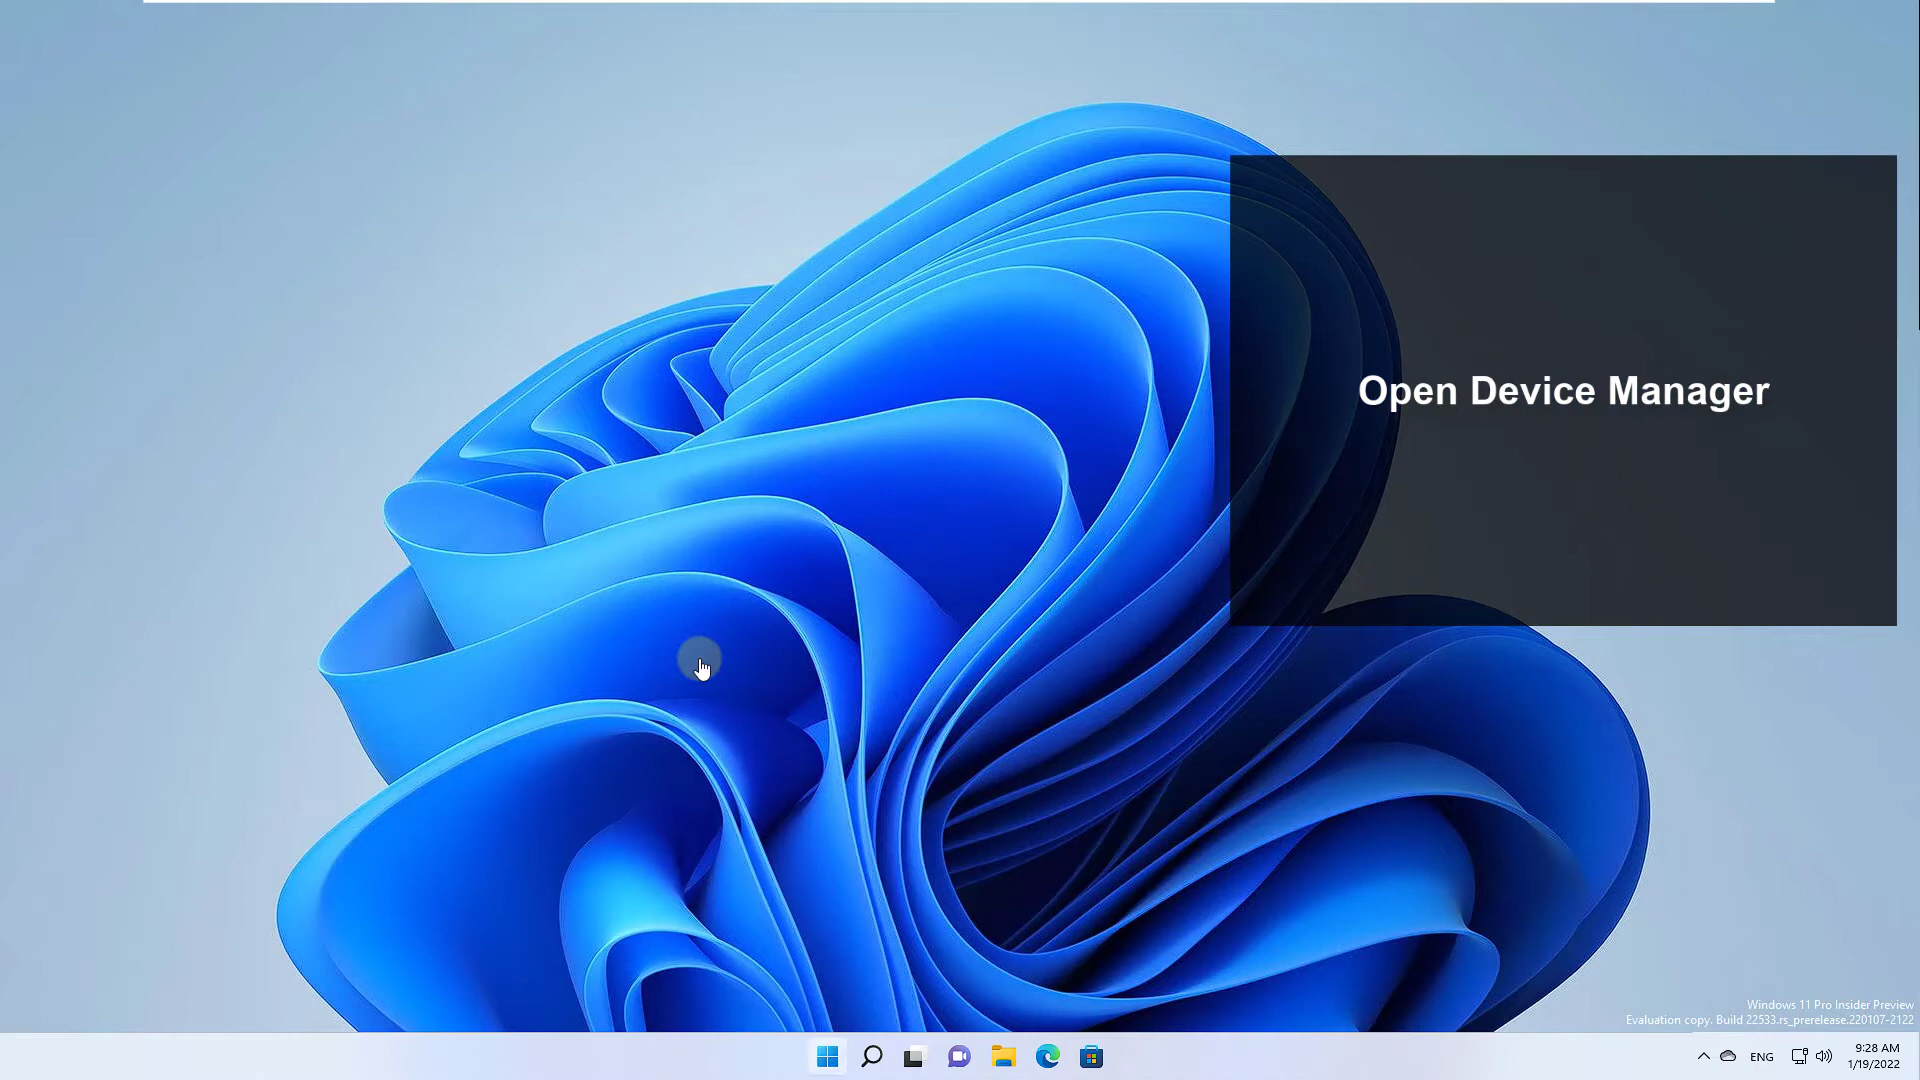 Open Device Manager
Windows 11 Pro Insider Preview
Evaluation copy. Build 22533.rs_prerelease.220107-2122
ENG
9:28 AM
1/19/2022